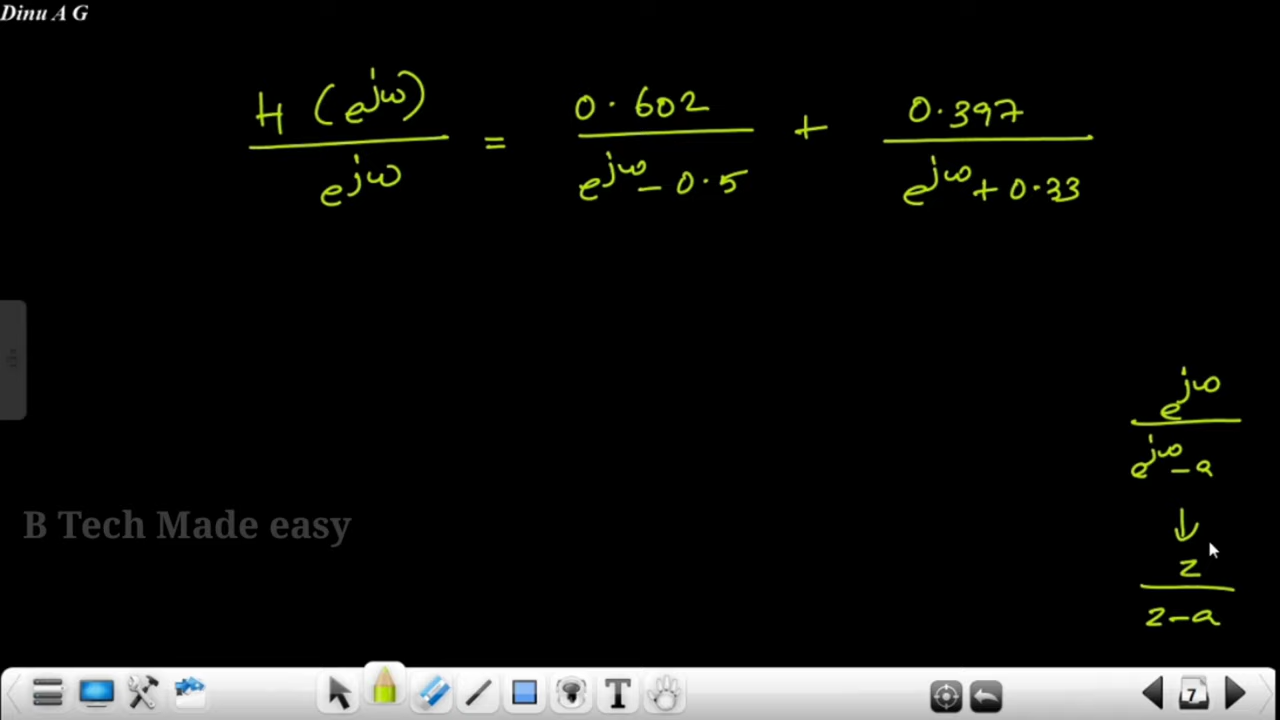 Dinu A G
H (e^jω) / e^jω = 0.602 / e^jω - 0.5 + 0.397 / e^jω + 0.33
e^jω / e^jω - a
↓
z / z - a
B Tech Made easy
T
7